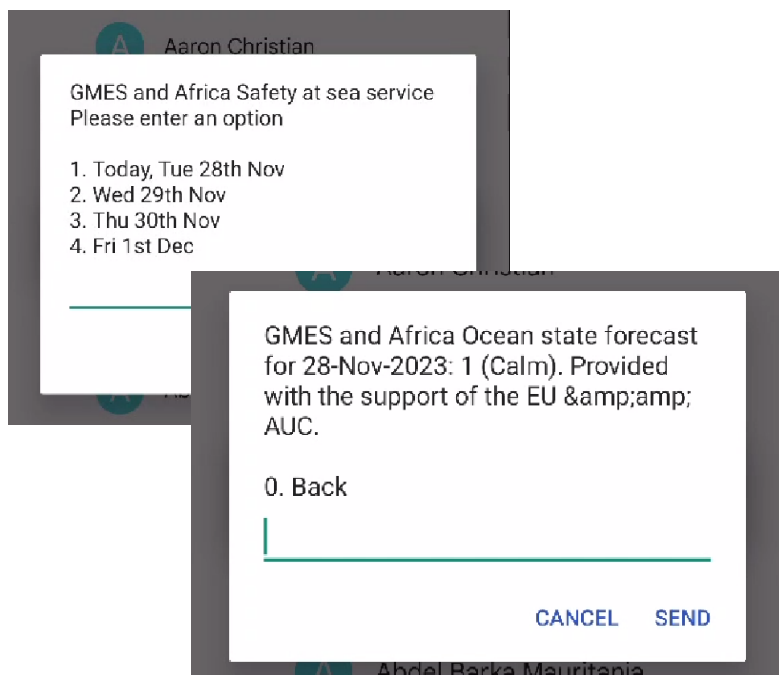 A Aaron Christian
GMES and Africa Safety at sea service
Please enter an option
1. Today, Tue 28th Nov
2. Wed 29th Nov
3. Thu 30th Nov
4. Fri 1st Dec
Aaron Christian
GMES and Africa Ocean state forecast
for 28-Nov-2023: 1 (Calm). Provided
with the support of the EU &amp;amp;
AUC.
0. Back
CANCEL SEND
Abdel Barka Mauritania